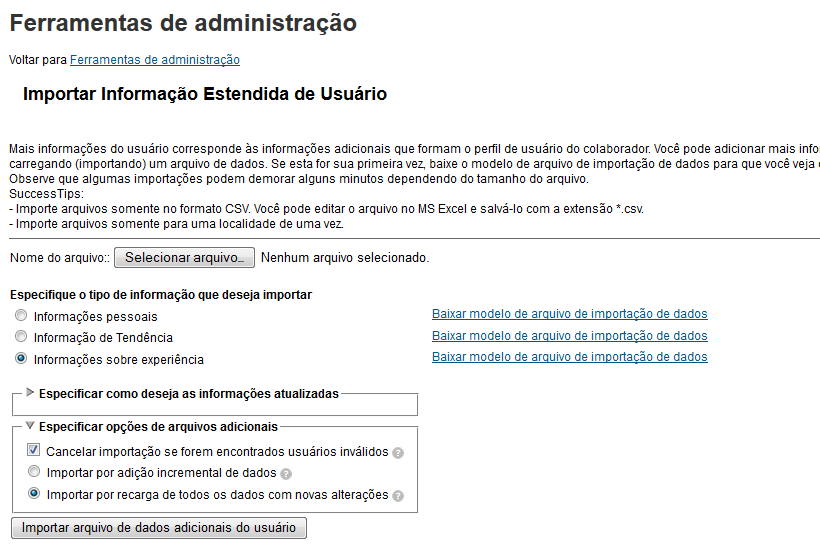 Ferramentas de administração
Voltar para Ferramentas de administração
Importar Informação Estendida de Usuário
Mais informações do usuário corresponde às informações adicionais que formam o perfil de usuário do colaborador. Você pode adicionar mais info
carregando (importando) um arquivo de dados. Se esta for sua primeira vez, baixe o modelo de arquivo de importação de dados para que você veja
Observe que algumas importações podem demorar alguns minutos dependendo do tamanho do arquivo.
SuccessTips:
- Importe arquivos somente no formato CSV. Você pode editar o arquivo no MS Excel e salvá-lo com a extensão *.csv.
- Importe arquivos somente para uma localidade de uma vez.
Nome do arquivo:: Selecionar arquivo... Nenhum arquivo selecionado.
Especifique o tipo de informação que deseja importar
Informações pessoais Baixar modelo de arquivo de importação de dados
Informação de Tendência Baixar modelo de arquivo de importação de dados
Informações sobre experiência Baixar modelo de arquivo de importação de dados
Especificar como deseja as informações atualizadas
Especificar opções de arquivos adicionais
Cancelar importação se forem encontrados usuários inválidos ?
Importar por adição incremental de dados ?
Importar por recarga de todos os dados com novas alterações ?
Importar arquivo de dados adicionais do usuário